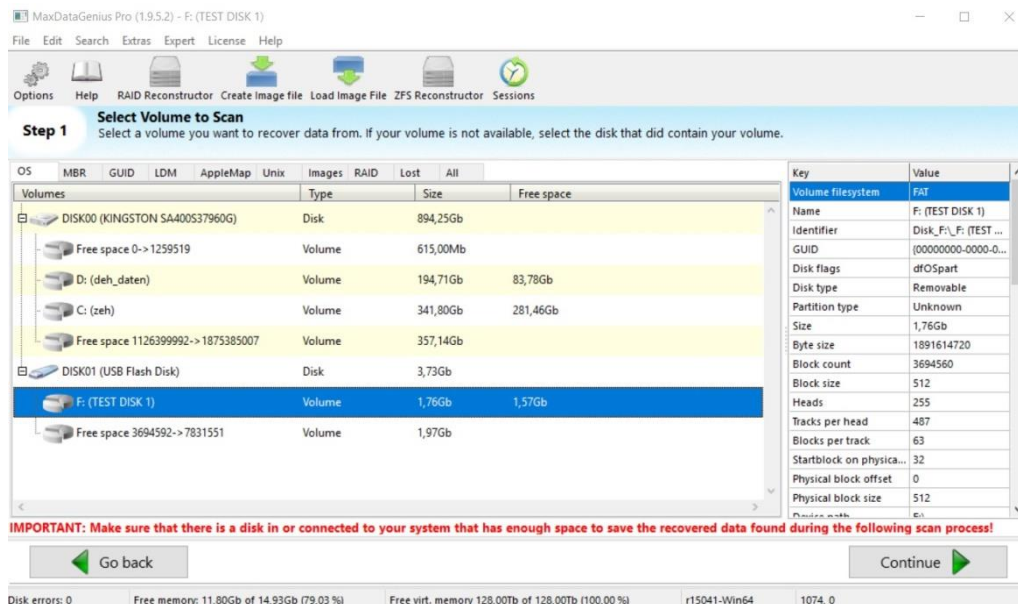 MaxDataGenius Pro (1.9.5.2) - F: (TEST DISK 1)
File Edit Search Extras Expert License Help
Options Help RAID Reconstructor Create Image file Load Image File ZFS Reconstructor Sessions
Step 1
Select Volume to Scan
Select a volume you want to recover data from. If your volume is not available, select the disk that did contain your volume.
OS MBR GUID LDM AppleMap Unix Images RAID Lost All
Volumes Type Size Free space
DISK00 (KINGSTON SA400S37960G) Disk 894,25Gb
Free space 0->1259519 Volume 615,00Mb
D: (deh_daten) Volume 194,71Gb 83,78Gb
C: (zeh) Volume 341,80Gb 281,46Gb
Free space 1126399992->1875385007 Volume 357,14Gb
DISK01 (USB Flash Disk) Disk 3,73Gb
F: (TEST DISK 1) Volume 1,76Gb 1,57Gb
Free space 3694592->7831551 Volume 1,97Gb
Key Value
Volume filesystem FAT
Name F: (TEST DISK 1)
Identifier Disk_F:\_F: (TEST ...
GUID {00000000-0000-0...
Disk flags dfOSpart
Disk type Removable
Partition type Unknown
Size 1,76Gb
Byte size 1891614720
Block count 3694560
Block size 512
Heads 255
Tracks per head 487
Blocks per track 63
Startblock on physica... 32
Physical block offset 0
Physical block size 512
Device path F:\
IMPORTANT: Make sure that there is a disk in or connected to your system that has enough space to save the recovered data found during the following scan process!
Go back
Continue
Disk errors: 0 Free memory: 11.80Gb of 14.93Gb (79.03 %) Free virt. memory 128.00Tb of 128.00Tb (100.00 %) r15041-Win64 1074, 0